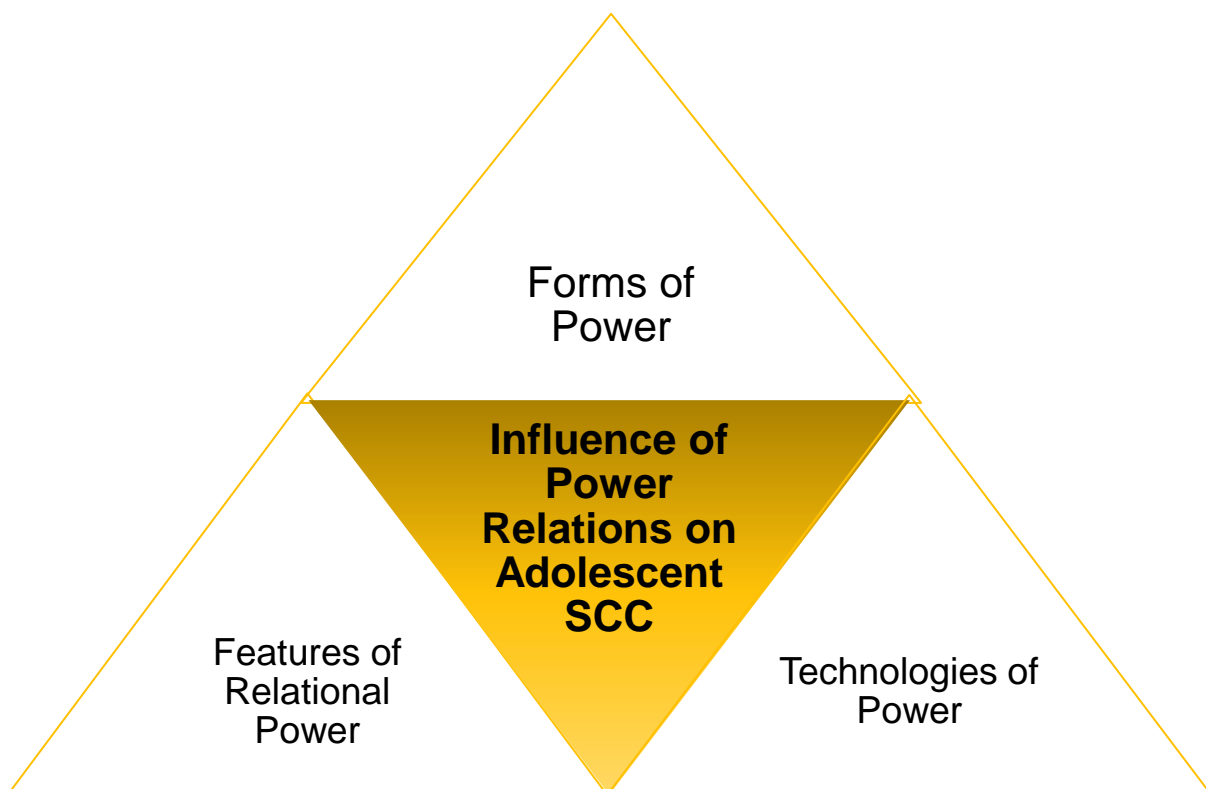 Forms of
Power
Influence of
Power
Relations on
Adolescent
SCC
Features of
Relational
Power
Technologies of
Power